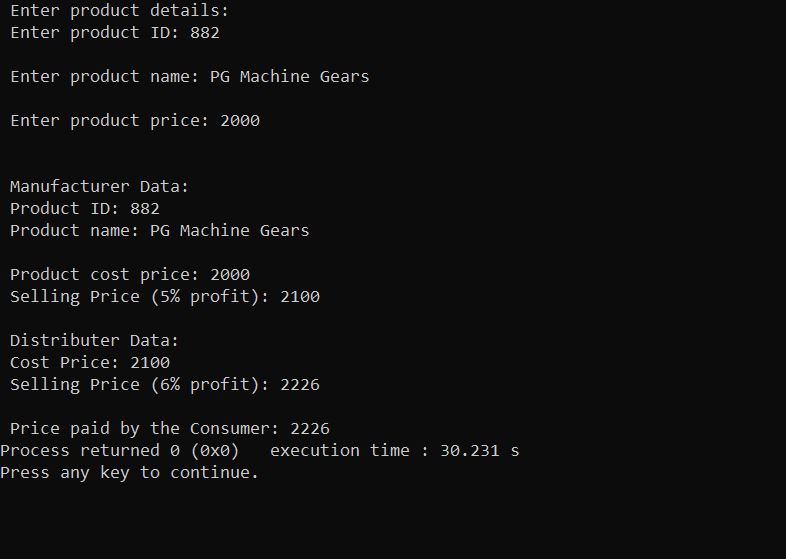 Enter product details:
Enter product ID: 882
Enter product name: PG Machine Gears
Enter product price: 2000
Manufacturer Data:
Product ID: 882
Product name: PG Machine Gears
Product cost price: 2000
Selling Price (5% profit): 2100
Distributer Data:
Cost Price: 2100
Selling Price (6% profit): 2226
Price paid by the Consumer: 2226
Process returned 0 (0x0)   execution time : 30.231 s
Press any key to continue.